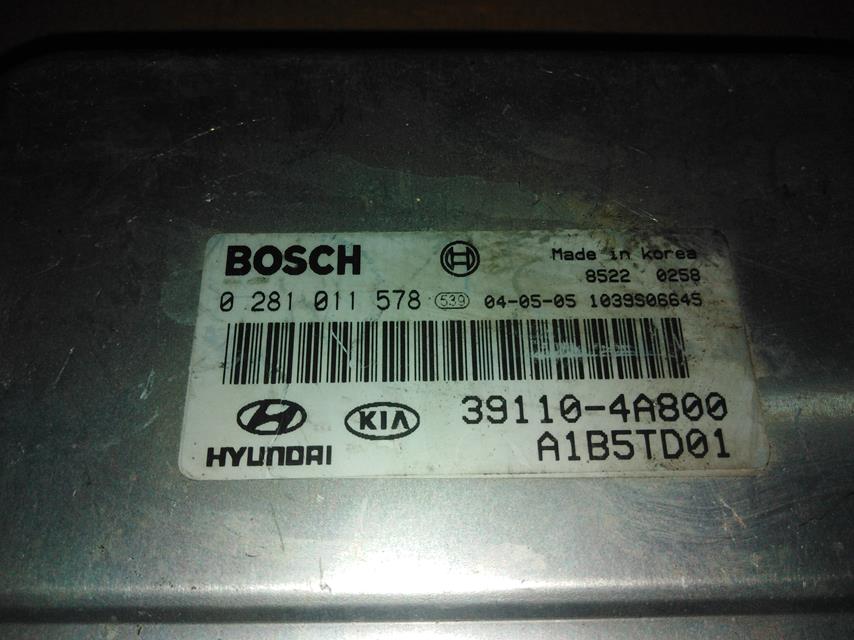 BOSCH Made in korea
8522 0258
0 281 011 578 539 04-05-05 1039S06645
HYUNDAI KIA 39110-4A800
A1B5TD01